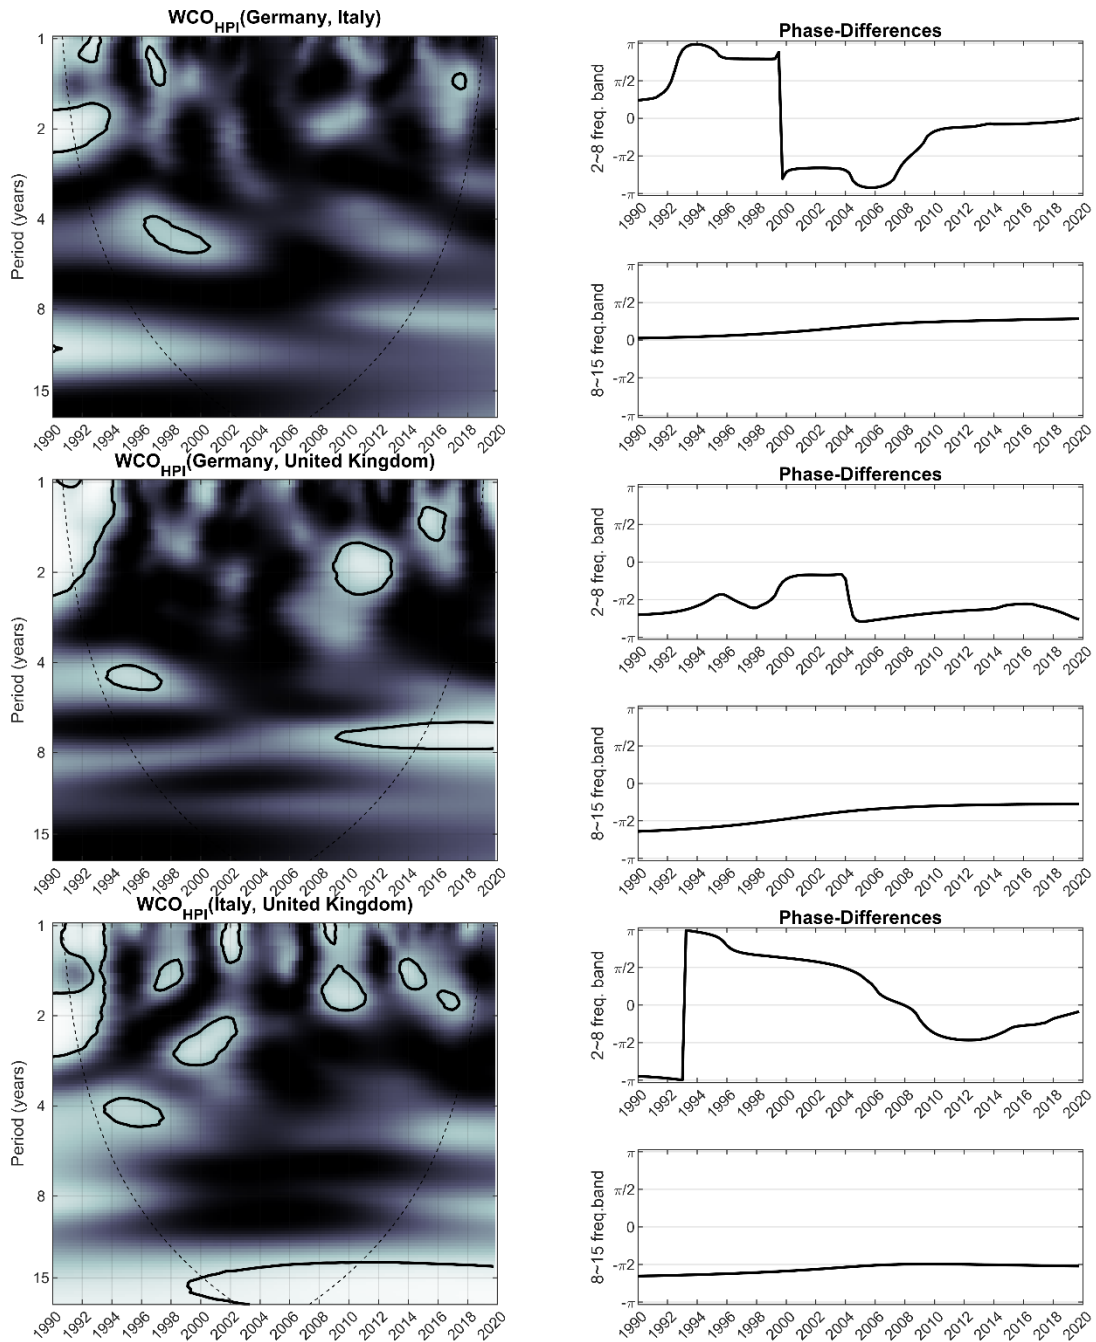 WCO_HPI(Germany, Italy)
Period (years)
1
2
4
8
15
1990 1992 1994 1996 1998 2000 2002 2004 2006 2008 2010 2012 2014 2016 2018 2020
Phase-Differences
2~8 freq. band
π
π/2
0
-π2
-π
1990 1992 1994 1996 1998 2000 2002 2004 2006 2008 2010 2012 2014 2016 2018 2020
8~15 freq.band
π
π/2
0
-π2
-π
1990 1992 1994 1996 1998 2000 2002 2004 2006 2008 2010 2012 2014 2016 2018 2020
WCO_HPI(Germany, United Kingdom)
Period (years)
1
2
4
8
15
1990 1992 1994 1996 1998 2000 2002 2004 2006 2008 2010 2012 2014 2016 2018 2020
Phase-Differences
2~8 freq. band
π
π/2
0
-π2
-π
1990 1992 1994 1996 1998 2000 2002 2004 2006 2008 2010 2012 2014 2016 2018 2020
8~15 freq.band
π
π/2
0
-π2
-π
1990 1992 1994 1996 1998 2000 2002 2004 2006 2008 2010 2012 2014 2016 2018 2020
WCO_HPI(Italy, United Kingdom)
Period (years)
1
2
4
8
15
1990 1992 1994 1996 1998 2000 2002 2004 2006 2008 2010 2012 2014 2016 2018 2020
Phase-Differences
2~8 freq. band
π
π/2
0
-π2
-π
1990 1992 1994 1996 1998 2000 2002 2004 2006 2008 2010 2012 2014 2016 2018 2020
8~15 freq.band
π
π/2
0
-π2
-π
1990 1992 1994 1996 1998 2000 2002 2004 2006 2008 2010 2012 2014 2016 2018 2020